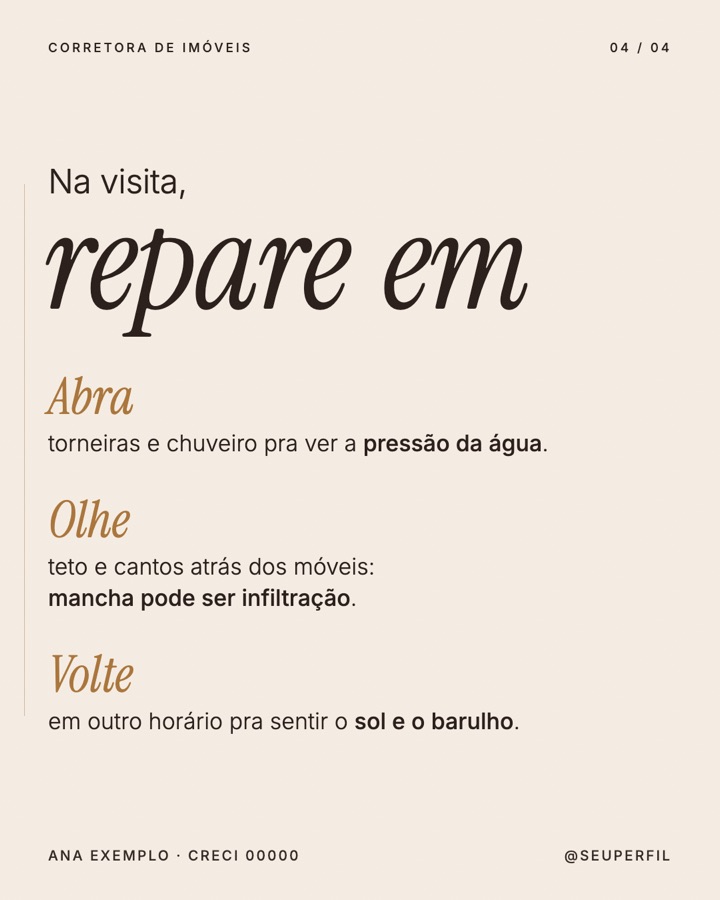 CORRETORA DE IMÓVEIS
04 / 04
Na visita,
repare em
Abra
torneiras e chuveiro pra ver a pressão da água.
Olhe
teto e cantos atrás dos móveis:
mancha pode ser infiltração.
Volte
em outro horário pra sentir o sol e o barulho.
ANA EXEMPLO · CRECI 00000
@SEUPERFIL